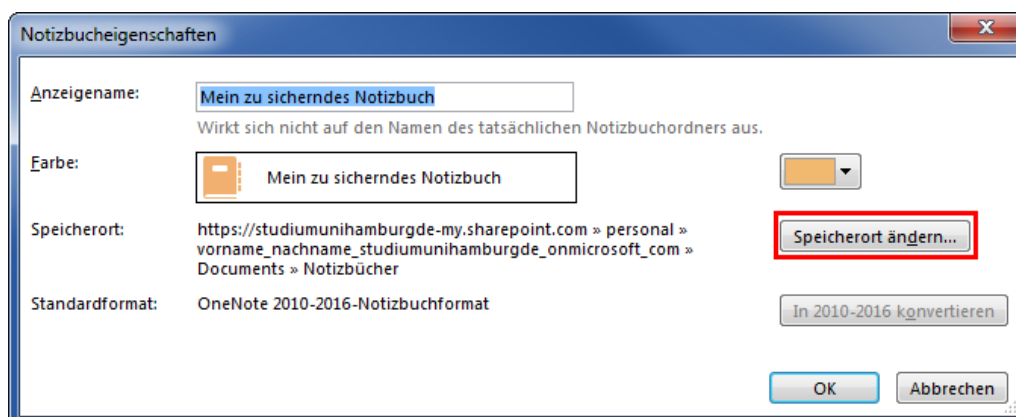 Notizbucheigenschaften
Anzeigename:
Mein zu sicherndes Notizbuch
Wirkt sich nicht auf den Namen des tatsächlichen Notizbuchordners aus.
Farbe:
Mein zu sicherndes Notizbuch
Speicherort:
https://studiumunihamburgde-my.sharepoint.com » personal »
vorname_nachname_studiumunihamburgde_onmicrosoft_com »
Documents » Notizbücher
Speicherort ändern...
Standardformat:
OneNote 2010-2016-Notizbuchformat
In 2010-2016 konvertieren
OK
Abbrechen